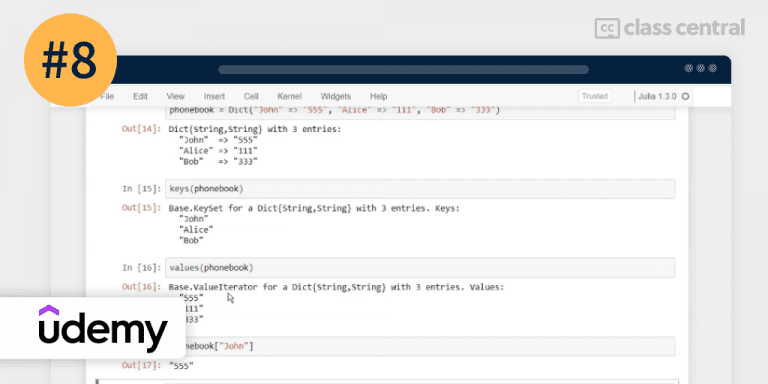 #8
class central
File Edit View Insert Cell Kernel Widgets Help Trusted Julia 1.3.0
phonebook = Dict("John" => "555", "Alice" => "111", "Bob" => "333")
Out[14]: Dict{String,String} with 3 entries:
"John" => "555"
"Alice" => "111"
"Bob" => "333"
In [15]: keys(phonebook)
Out[15]: Base.KeySet for a Dict{String,String} with 3 entries. Keys:
"John"
"Alice"
"Bob"
In [16]: values(phonebook)
Out[16]: Base.ValueIterator for a Dict{String,String} with 3 entries. Values:
"555"
111"
333"
nebook["John"]
Out[17]: "555"
udemy